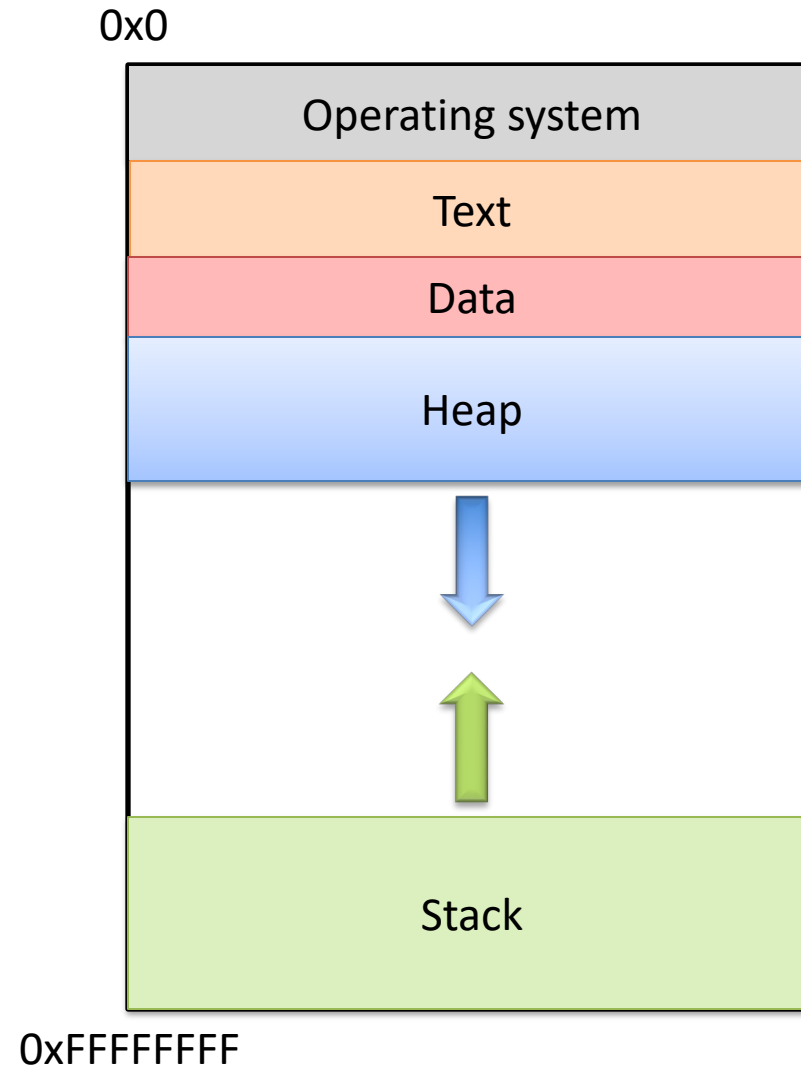 0x0
Operating system
Text
Data
Heap
Stack
0xFFFFFFFF